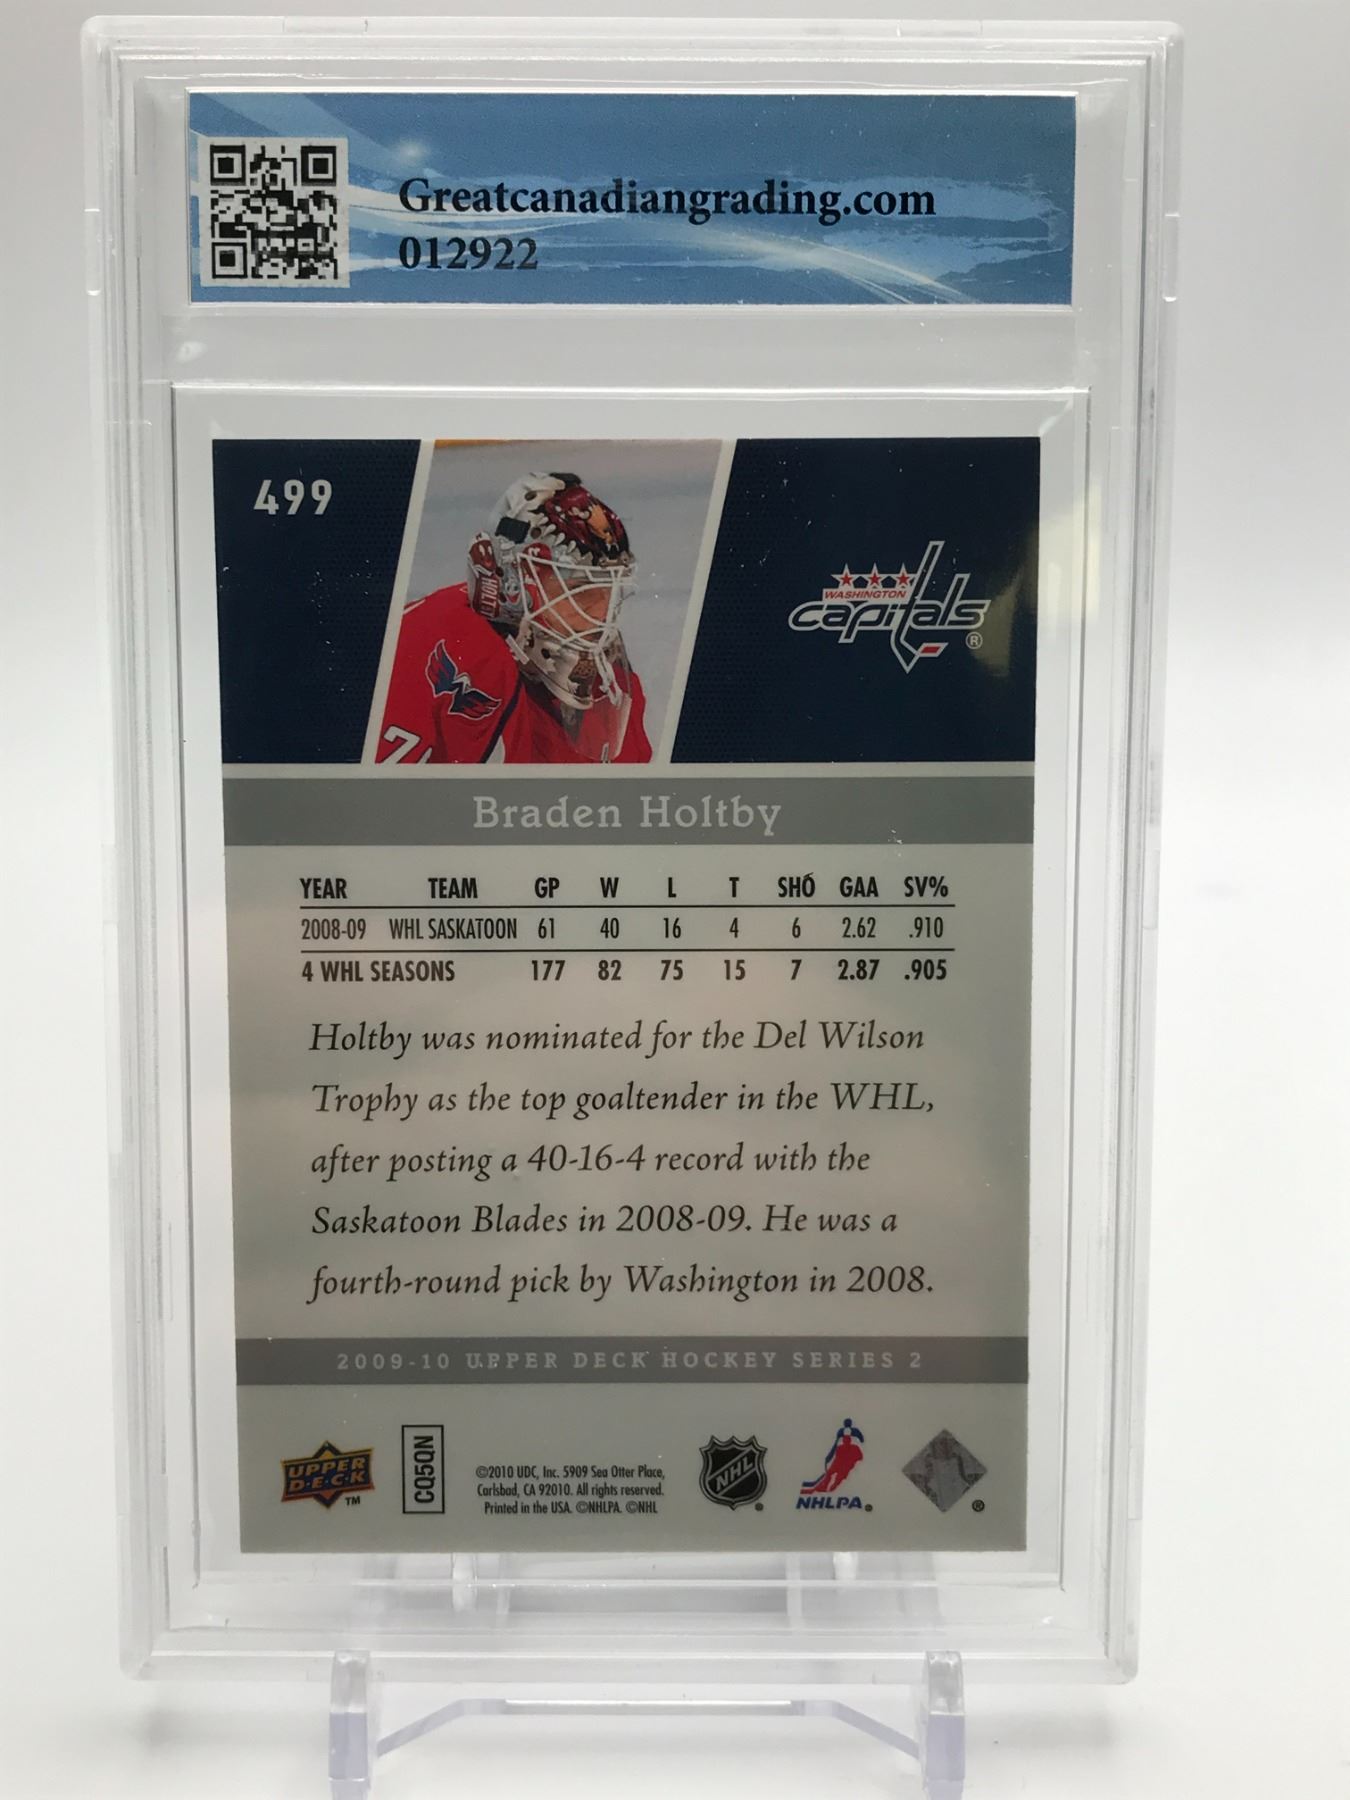 Greatcanadiangrading.com
012922
499
HOLTBY
7
WASHINGTON
capitals ®
Braden Holtby
YEAR TEAM GP W L T SHO GAA SV%
2008-09 WHL SASKATOON 61 40 16 4 6 2.62 .910
4 WHL SEASONS 177 82 75 15 7 2.87 .905
Holtby was nominated for the Del Wilson
Trophy as the top goaltender in the WHL,
after posting a 40-16-4 record with the
Saskatoon Blades in 2008-09. He was a
fourth-round pick by Washington in 2008.
2009-10 UPPER DECK HOCKEY SERIES 2
UPPER
D·E·C·K
TM
CQ5QN
©2010 UDC, Inc. 5909 Sea Otter Place,
Carlsbad, CA 92010. All rights reserved.
Printed in the USA. ©NHLPA. ©NHL
NHL ®
NHLPA ®
®